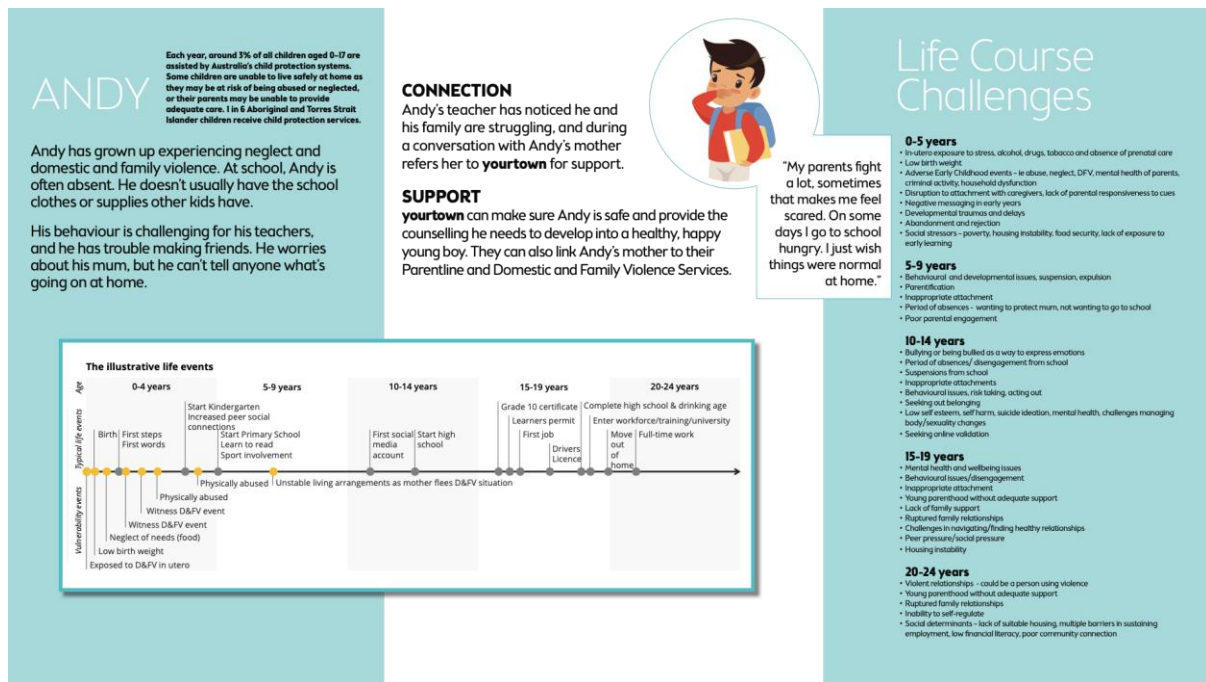 ANDY
Each year, around 3% of all children aged 0–17 are
assisted by Australia's child protection systems.
Some children are unable to live safely at home as
they may be at risk of being abused or neglected,
or their parents may be unable to provide
adequate care. 1 in 6 Aboriginal and Torres Strait
Islander children receive child protection services.
Andy has grown up experiencing neglect and
domestic and family violence. At school, Andy is
often absent. He doesn't usually have the school
clothes or supplies other kids have.
His behaviour is challenging for his teachers,
and he has trouble making friends. He worries
about his mum, but he can't tell anyone what's
going on at home.
CONNECTION
Andy's teacher has noticed he and
his family are struggling, and during
a conversation with Andy's mother
refers her to yourtown for support.
SUPPORT
yourtown can make sure Andy is safe and provide the
counselling he needs to develop into a healthy, happy
young boy. They can also link Andy's mother to their
Parentline and Domestic and Family Violence Services.
"My parents fight
a lot, sometimes
that makes me feel
scared. On some
days I go to school
hungry. I just wish
things were normal
at home."
The illustrative life events
Age
0-4 years
5-9 years
10-14 years
15-19 years
20-24 years
Typical life events
Birth
First steps
First words
Start Kindergarten
Increased peer social
connections
Start Primary School
Learn to read
Sport involvement
First social
media
account
Start high
school
Grade 10 certificate
Learners permit
First job
Drivers
Licence
Complete high school & drinking age
Enter workforce/training/university
Move
out
of
home
Full-time work
Vulnerability events
Physically abused
Unstable living arrangements as mother flees D&FV situation
Physically abused
Witness D&FV event
Witness D&FV event
Neglect of needs (food)
Low birth weight
Exposed to D&FV in utero
Life Course
Challenges
0-5 years
• In-utero exposure to stress, alcohol, drugs, tobacco and absence of prenatal care
• Low birth weight
• Adverse Early Childhood events - ie abuse, neglect, DFV, mental health of parents,
criminal activity, household dysfunction
• Disruption to attachment with caregivers, lack of parental responsiveness to cues
• Negative messaging in early years
• Developmental traumas and delays
• Abandonment and rejection
• Social stressors – poverty, housing instability, food security, lack of exposure to
early learning
5-9 years
• Behavioural and developmental issues, suspension, expulsion
• Parentification
• Inappropriate attachment
• Period of absences - wanting to protect mum, not wanting to go to school
• Poor parental engagement
10-14 years
• Bullying or being bullied as a way to express emotions
• Period of absences/ disengagement from school
• Suspensions from school
• Inappropriate attachments
• Behavioural issues, risk taking, acting out
• Seeking out belonging
• Low self esteem, self harm, suicide ideation, mental health, challenges managing
body/sexuality changes
• Seeking online validation
15-19 years
• Mental health and wellbeing issues
• Behavioural issues/disengagement
• Inappropriate attachment
• Young parenthood without adequate support
• Lack of family support
• Ruptured family relationships
• Challenges in navigating/finding healthy relationships
• Peer pressure/social pressure
• Housing instability
20-24 years
• Violent relationships - could be a person using violence
• Young parenthood without adequate support
• Ruptured family relationships
• Inability to self-regulate
• Social determinants – lack of suitable housing, multiple barriers in sustaining
employment, low financial literacy, poor community connection